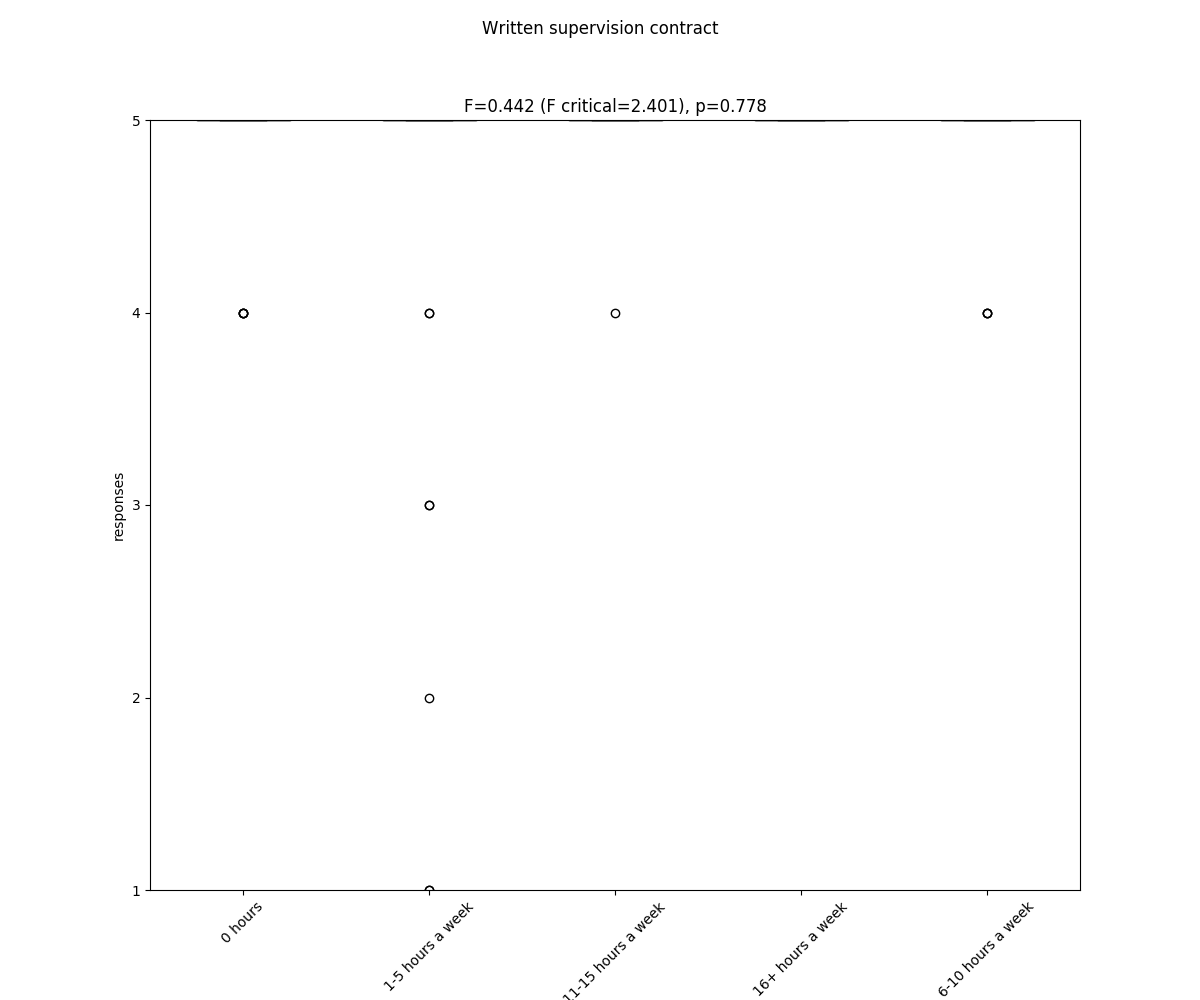 Written supervision contract
F=0.442 (F critical=2.401), p=0.778
5
4
3
2
1
responses
0 hours
1-5 hours a week
11-15 hours a week
16+ hours a week
6-10 hours a week